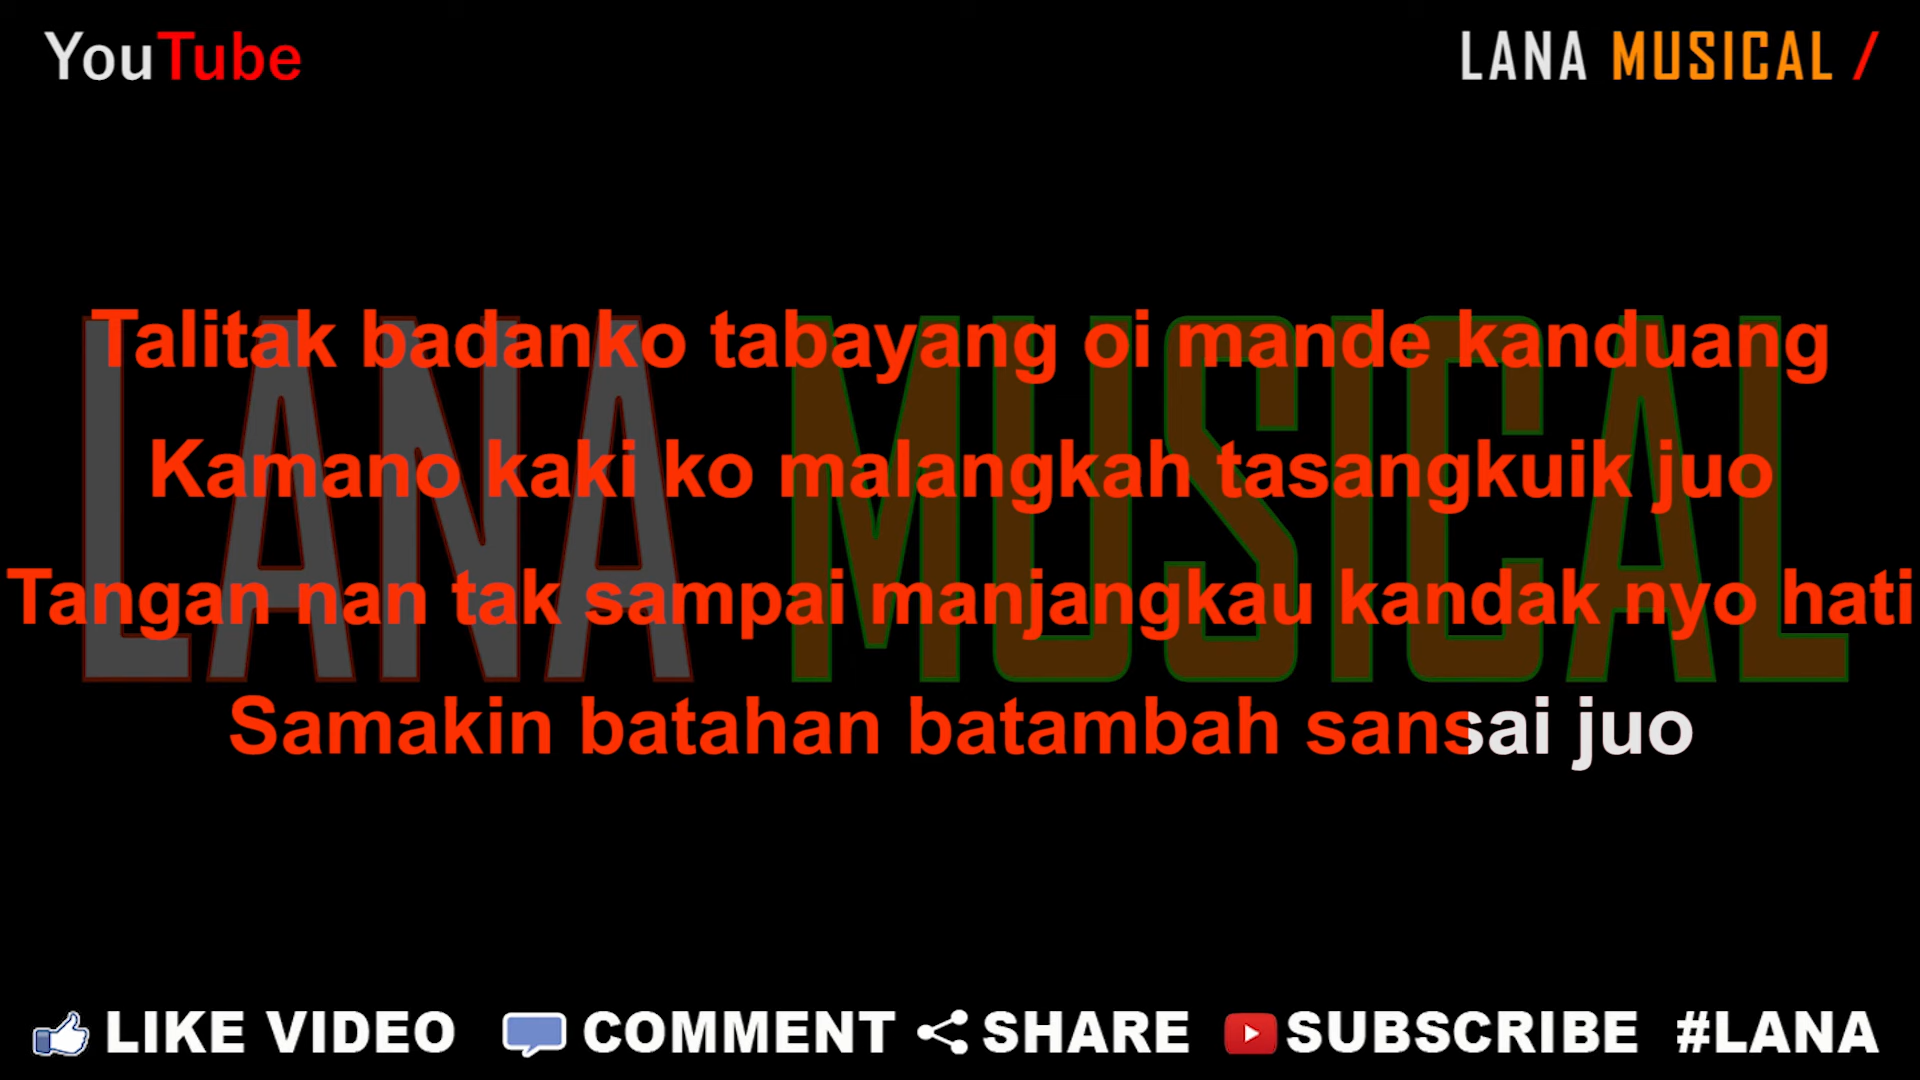 YouTube
LANA MUSICAL /
LANA MUSICAL
Talitak badanko tabayang oi mande kanduang
Kamano kaki ko malangkah tasangkuik juo
Tangan nan tak sampai manjangkau kandak nyo hati
Samakin batahan batambah sansai juo
LIKE VIDEO COMMENT SHARE SUBSCRIBE #LANA